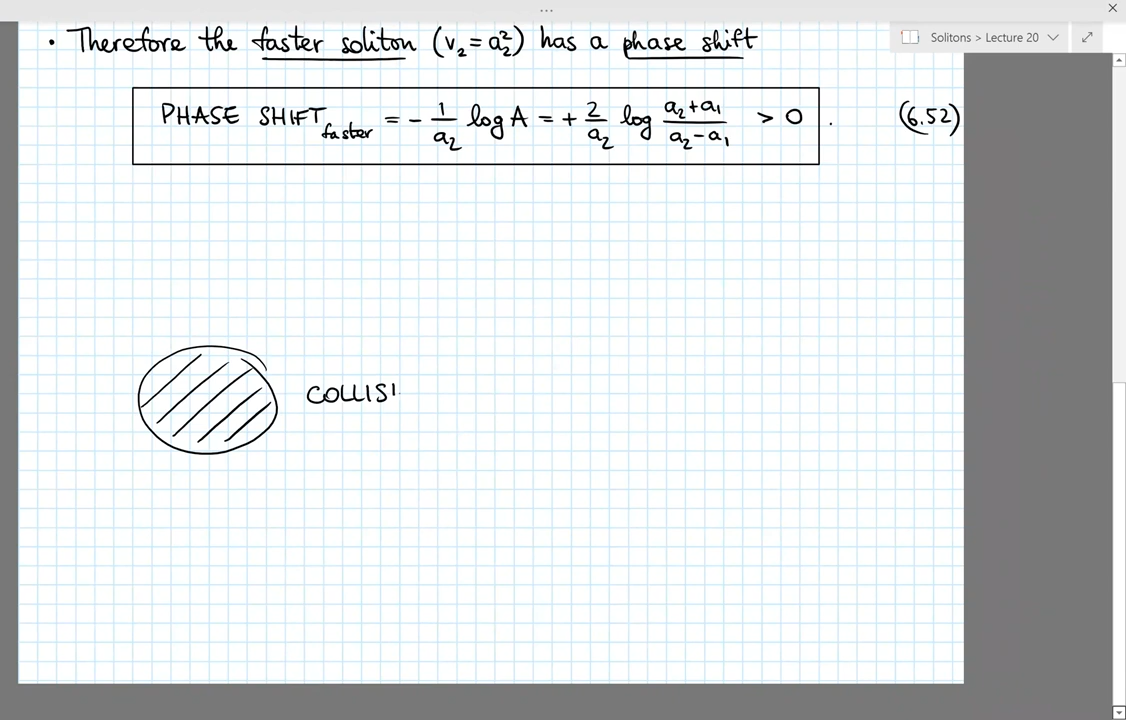 Solitons > Lecture 20
• Therefore the faster soliton (v₂ = a₂²) has a phase shift
PHASE SHIFT_faster = - 1/a₂ log A = + 2/a₂ log (a₂+a₁)/(a₂-a₁) > 0 . (6.52)
COLLISI